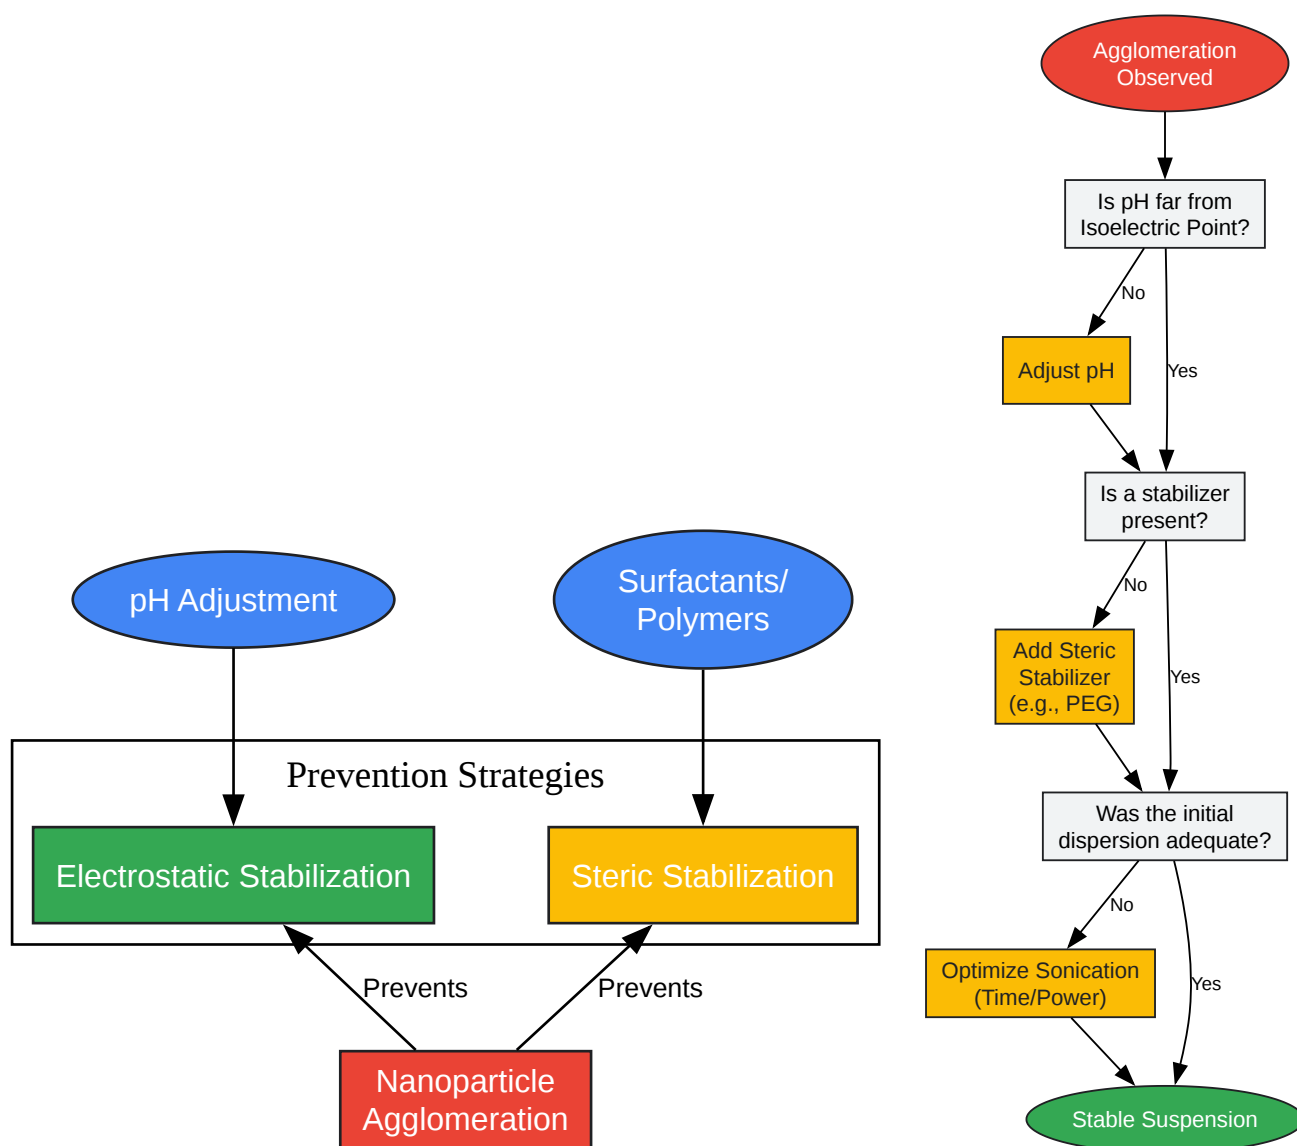 pH Adjustment
Surfactants/
Polymers
Prevention Strategies
Electrostatic Stabilization
Steric Stabilization
Prevents
Prevents
Nanoparticle
Agglomeration
Agglomeration
Observed
Is pH far from
Isoelectric Point?
No
Adjust pH
Yes
Is a stabilizer
present?
No
Add Steric
Stabilizer
(e.g., PEG)
Yes
Was the initial
dispersion adequate?
No
Optimize Sonication
(Time/Power)
Yes
Stable Suspension